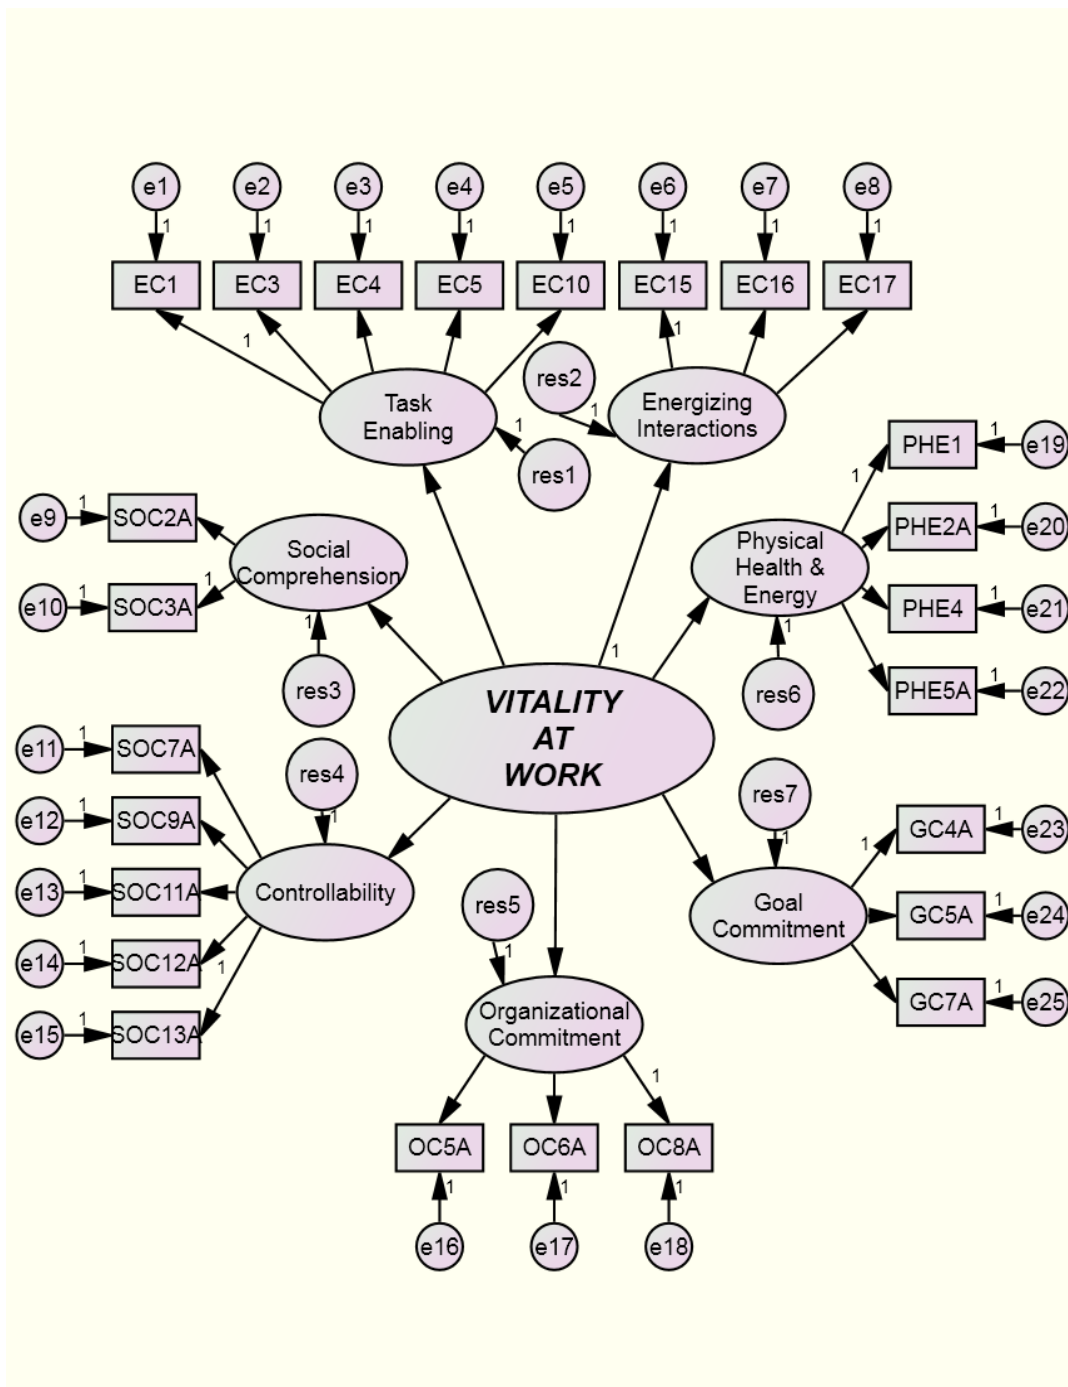 e1 e2 e3 e4 e5 e6 e7 e8
1 1 1 1 1 1 1 1
EC1 EC3 EC4 EC5 EC10 EC15 EC16 EC17
1 1
res2
1
Task
Enabling
Energizing
Interactions
1
res1
PHE1 1 e19
1
PHE2A 1 e20
PHE4 1 e21
PHE5A 1 e22
Physical
Health &
Energy
1
res6
e9 1 SOC2A
e10 1 SOC3A
1
Social
Comprehension
1
res3
1
VITALITY
AT
WORK
e11 1 SOC7A
e12 1 SOC9A
e13 1 SOC11A
e14 1 SOC12A
e15 1 SOC13A
1
res4
1
Controllability
res7
1
Goal
Commitment
1
GC4A 1 e23
GC5A 1 e24
GC7A 1 e25
res5
1
Organizational
Commitment
1
OC5A OC6A OC8A
1 1 1
e16 e17 e18